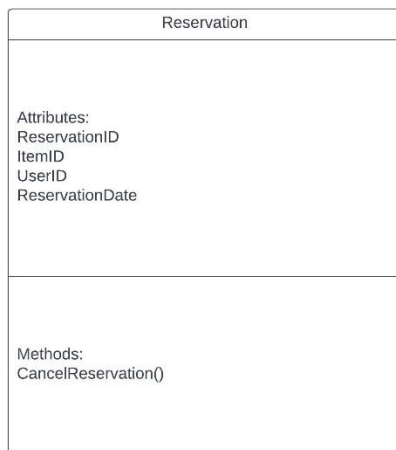 Reservation
Attributes:
ReservationID
ItemID
UserID
ReservationDate
Methods:
CancelReservation()